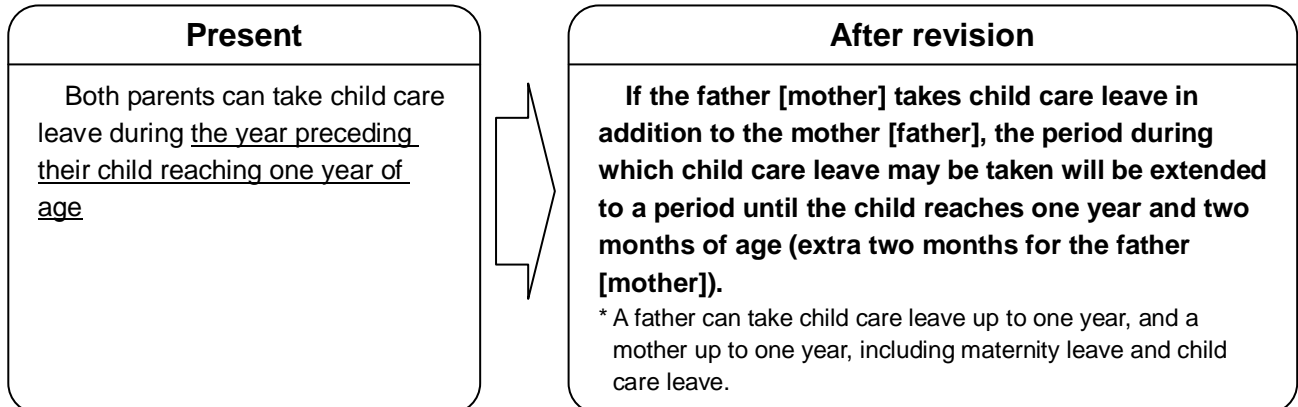 Present
Both parents can take child care
leave during the year preceding
their child reaching one year of
age
After revision
If the father [mother] takes child care leave in
addition to the mother [father], the period during
which child care leave may be taken will be extended
to a period until the child reaches one year and two
months of age (extra two months for the father
[mother]).
* A father can take child care leave up to one year, and a
mother up to one year, including maternity leave and child
care leave.